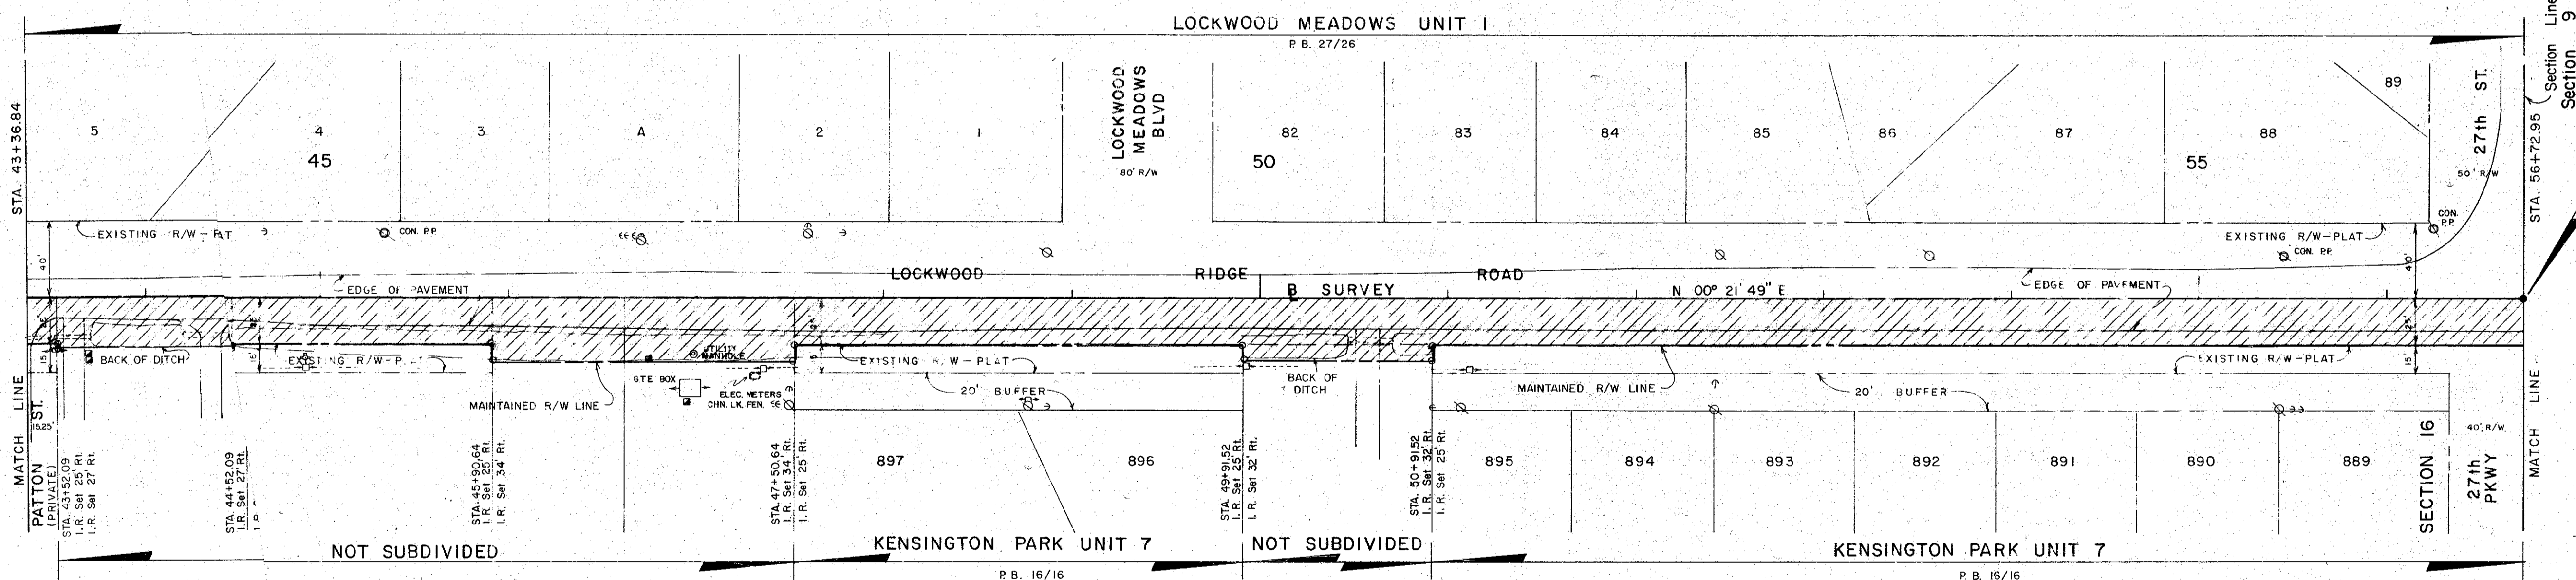 LOCKWOOD MEADOWS UNIT 1
P.B. 27/26
Section Line
Section 9
STA. 43+36.84
5
4
45
3
A
2
1
LOCKWOOD
MEADOWS
BLVD
80' R/W
82
50
83
84
85
86
87
88
55
89
27th ST.
50' R/W
STA. 56+72.95
EXISTING R/W-PLAT
CON. P.P.
EXISTING R/W-PLAT
CON. P.P.
CON.
P.P.
40'
40'
LOCKWOOD RIDGE ROAD
EDGE OF PAVEMENT
SURVEY
N 00° 21' 49" E
EDGE OF PAVEMENT
BACK OF DITCH
EXISTING R/W-PLAT
UTILITY
MANHOLE
GTE BOX
ELEC. METERS
CHN. LK. FEN.
MAINTAINED R/W LINE
EXISTING R/W-PLAT
20' BUFFER
BACK OF
DITCH
MAINTAINED R/W LINE
20' BUFFER
EXISTING R/W-PLAT
15'
15'
15'
MATCH LINE
PATTON ST.
(PRIVATE)
15.25'
STA. 43+52.09
I.R. Set 25' Rt.
I.R. Set 27' Rt.
STA. 44+52.09
I.R. Set 27' Rt.
STA. 45+90.64
I.R. Set 25' Rt.
I.R. Set 34' Rt.
STA. 47+50.64
I.R. Set 34' Rt.
I.R. Set 25' Rt.
897
896
STA. 49+91.52
I.R. Set 25' Rt.
I.R. Set 32' Rt.
STA. 50+91.52
I.R. Set 32' Rt.
I.R. Set 25' Rt.
895
894
893
892
891
890
889
SECTION 16
40' R/W
27th
PKWY
MATCH LINE
NOT SUBDIVIDED
KENSINGTON PARK UNIT 7
P.B. 16/16
NOT SUBDIVIDED
KENSINGTON PARK UNIT 7
P.B. 16/16